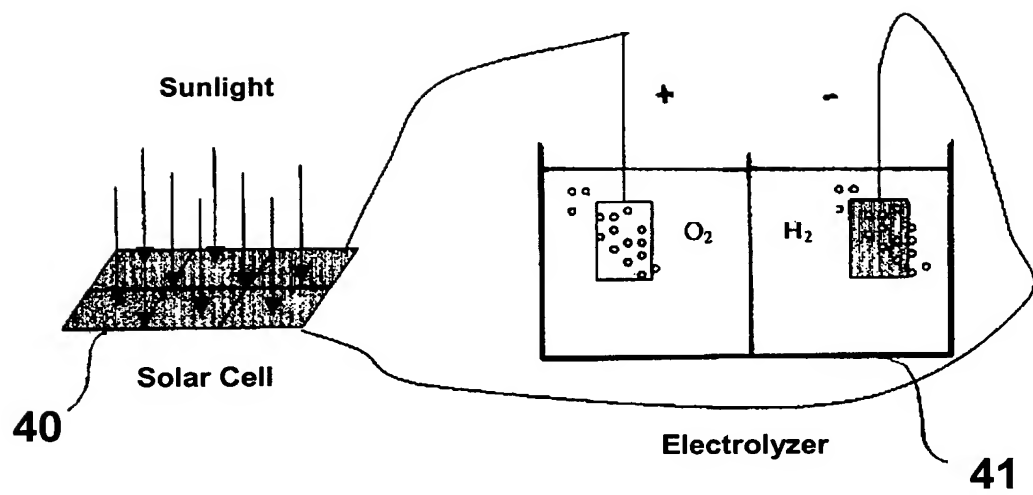 Sunlight
+ -
O₂ H₂
Solar Cell
40
Electrolyzer
41